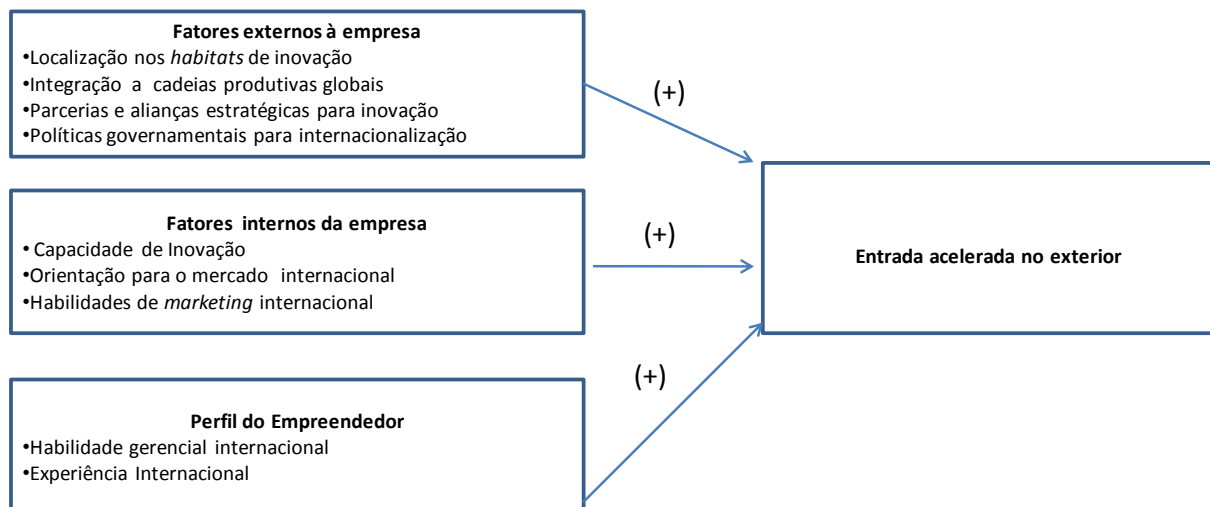 Fatores externos à empresa
•Localização nos habitats de inovação
•Integração a cadeias produtivas globais
•Parcerias e alianças estratégicas para inovação
•Políticas governamentais para internacionalização
(+)
Fatores internos da empresa
• Capacidade de Inovação
•Orientação para o mercado internacional
•Habilidades de marketing internacional
(+)
Entrada acelerada no exterior
(+)
Perfil do Empreendedor
•Habilidade gerencial internacional
•Experiência Internacional